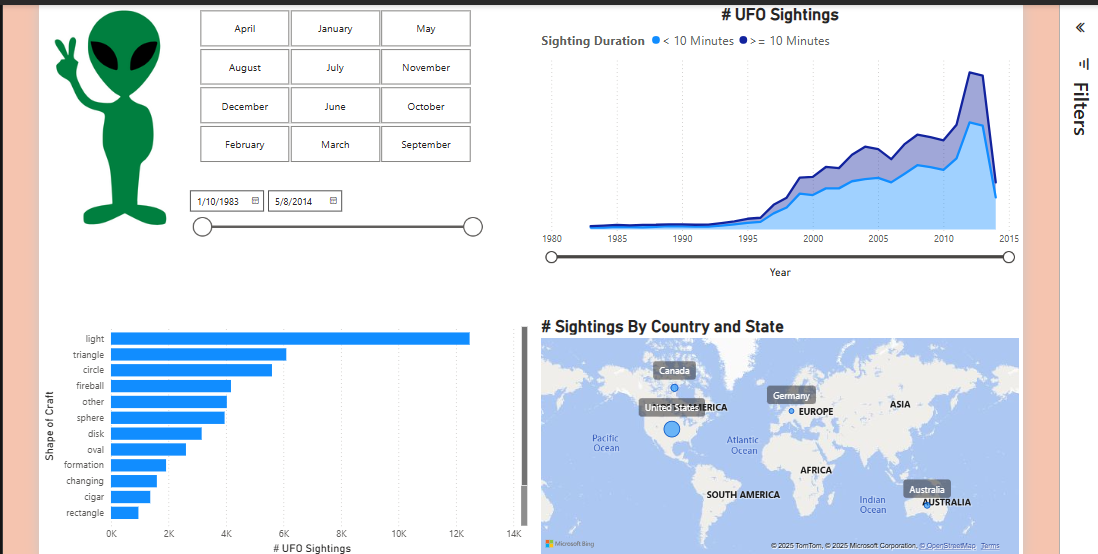 April January May
August July November
December June October
February March September
1/10/1983 5/8/2014
# UFO Sightings
Sighting Duration < 10 Minutes >= 10 Minutes
1980 1985 1990 1995 2000 2005 2010 2015
Year
Filters
Shape of Craft
light
triangle
circle
fireball
other
sphere
disk
oval
formation
changing
cigar
rectangle
0K 2K 4K 6K 8K 10K 12K 14K
# UFO Sightings
# Sightings By Country and State
Canada
United States
Germany
EUROPE
ASIA
Pacific
Ocean
Atlantic
Ocean
AFRICA
SOUTH AMERICA
Indian
Ocean
Australia
AUSTRALIA
Microsoft Bing
© 2025 TomTom, © 2025 Microsoft Corporation, © OpenStreetMap Terms